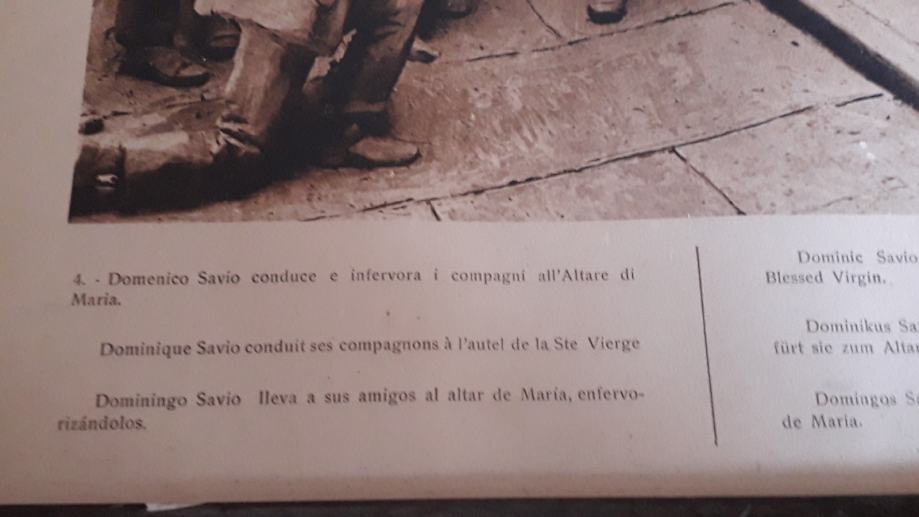 4. - Domenico Savio conduce e infervora i compagni all'Altare di
Maria.
Dominique Savio conduit ses compagnons à l'autel de la Ste Vierge
Dominingo Savio lleva a sus amigos al altar de María, enfervo-
rizándolos.
Dominic Savio
Blessed Virgin.
Dominikus
fürt sie zum
Domingos
de Maria.